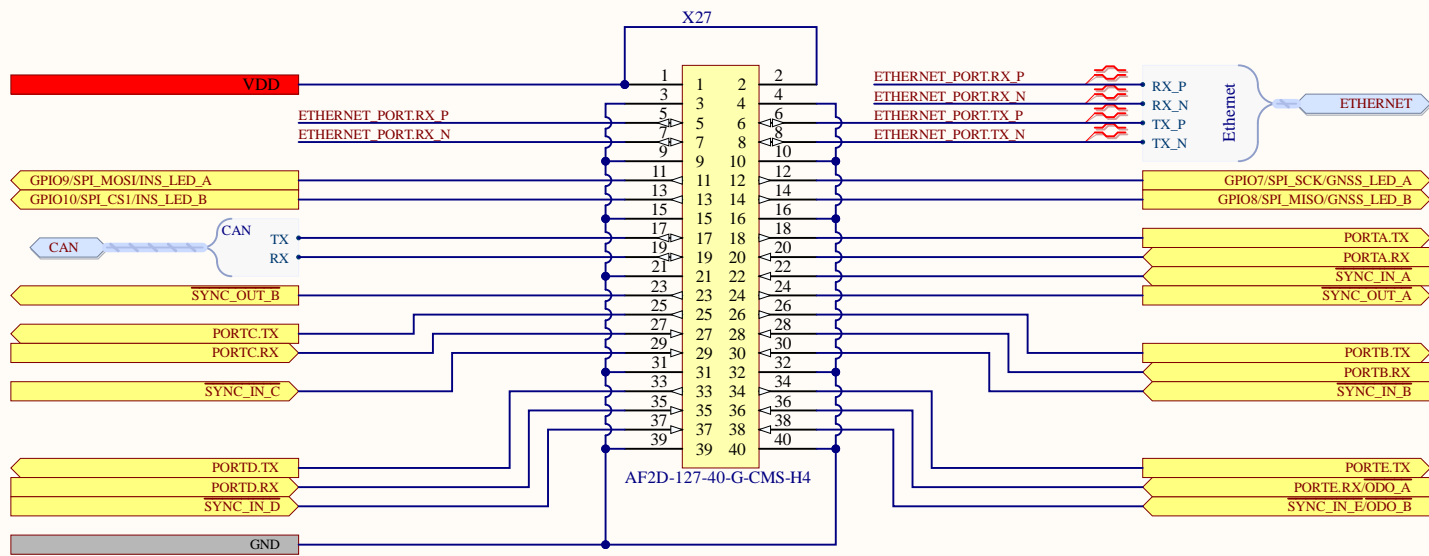 X27
VDD 1 1 2 2 ETHERNET_PORT.RX_P RX_P
3 3 4 4 ETHERNET_PORT.RX_N RX_N Ethernet ETHERNET
ETHERNET_PORT.RX_P 5 5 6 6 ETHERNET_PORT.TX_P TX_P
ETHERNET_PORT.RX_N 7 7 8 8 ETHERNET_PORT.TX_N TX_N
9 9 10 10
GPIO9/SPI_MOSI/INS_LED_A 11 11 12 12 GPIO7/SPI_SCK/GNSS_LED_A
GPIO10/SPI_CS1/INS_LED_B 13 13 14 14 GPIO8/SPI_MISO/GNSS_LED_B
15 15 16 16
CAN CAN TX 17 17 18 18 PORTA.TX
RX 19 19 20 20 PORTA.RX
21 21 22 22 SYNC_IN_A
SYNC_OUT_B 23 23 24 24 SYNC_OUT_A
25 25 26 26
PORTC.TX 27 27 28 28
PORTC.RX 29 29 30 30 PORTB.TX
31 31 32 32 PORTB.RX
SYNC_IN_C 33 33 34 34 SYNC_IN_B
35 35 36 36
37 37 38 38
39 39 40 40
PORTD.TX AF2D-127-40-G-CMS-H4 PORTE.TX
PORTD.RX PORTE.RX/ODO_A
SYNC_IN_D SYNC_IN_E/ODO_B
GND